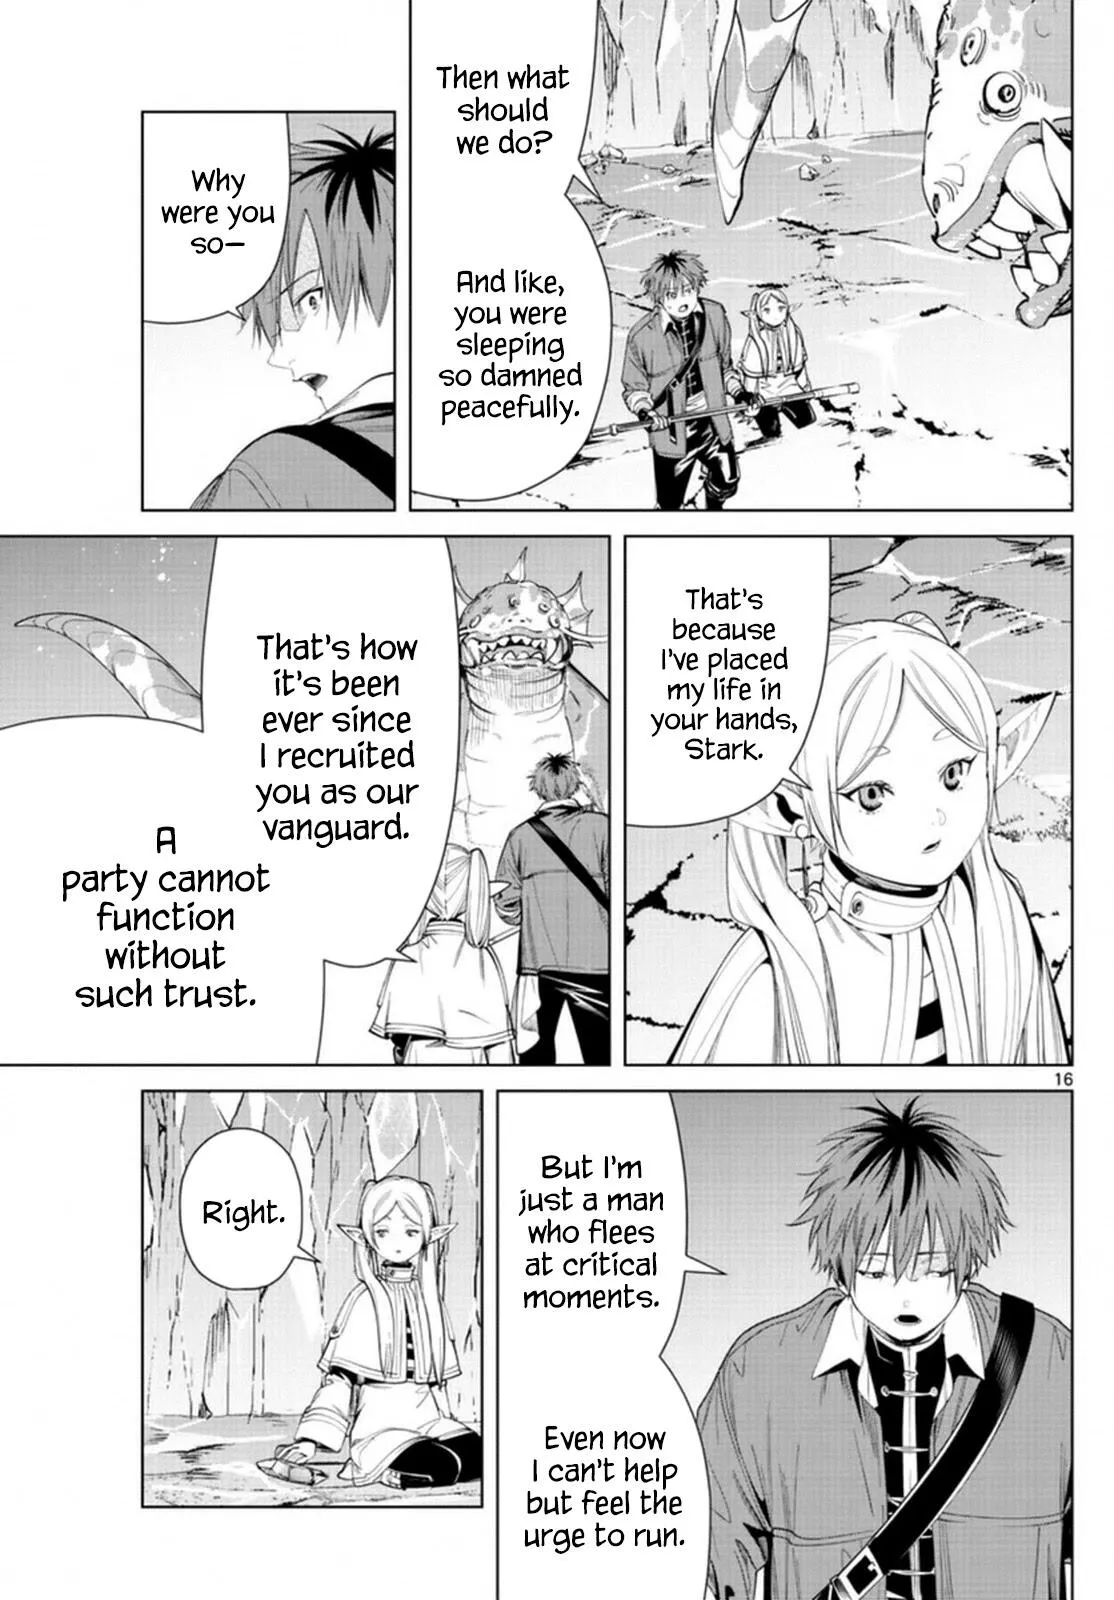 Then what
should
we do?
And like,
you were
sleeping
so damned
peacefully.
Why
were you
so—
That's
because
I've placed
my life in
your hands,
Stark.
That's how
it's been
ever since
I recruited
you as our
vanguard.
A
party cannot
function
without
such trust.
16
But I'm
just a man
who flees
at critical
moments.
Even now
I can't help
but feel the
urge to run.
Right.